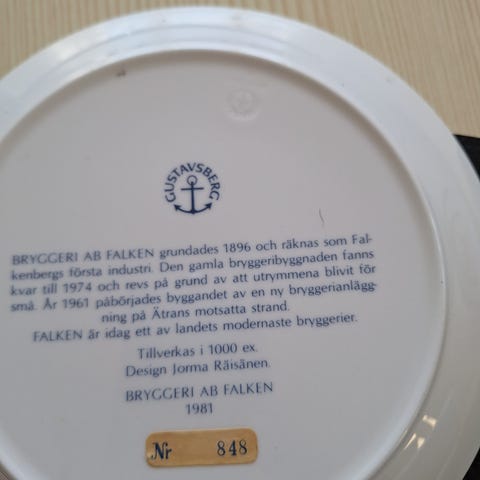 GUSTAVSBERG
BRYGGERI AB FALKEN grundades 1896 och räknas som Fal-
kenbergs första industri. Den gamla bryggeribyggnaden fanns
kvar till 1974 och revs på grund av att utrymmena blivit för
små. År 1961 påbörjades byggandet av en ny bryggerianlägg-
ning på Ätrans motsatta strand.
FALKEN är idag ett av landets modernaste bryggerier.
Tillverkas i 1000 ex.
Design Jorma Räisänen.
BRYGGERI AB FALKEN
1981
Nr 848